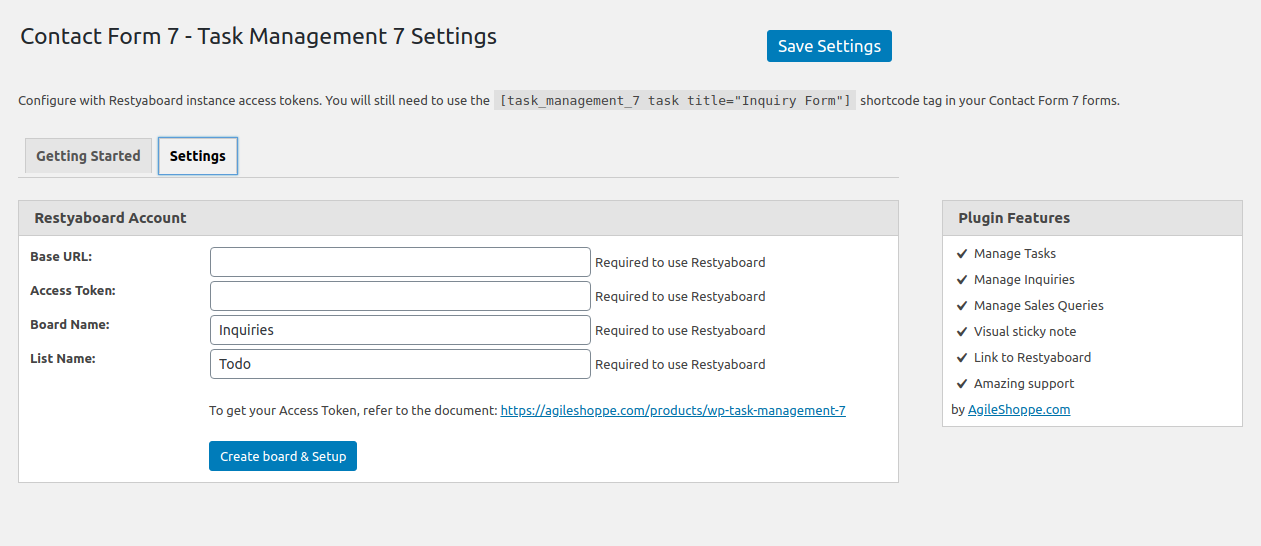 Contact Form 7 - Task Management 7 Settings
Save Settings
Configure with Restyaboard instance access tokens. You will still need to use the [task_management_7 task title="Inquiry Form"] shortcode tag in your Contact Form 7 forms.
Getting Started Settings
Restyaboard Account
Base URL: Required to use Restyaboard
Access Token: Required to use Restyaboard
Board Name: Inquiries Required to use Restyaboard
List Name: Todo Required to use Restyaboard
To get your Access Token, refer to the document: https://agileshoppe.com/products/wp-task-management-7
Create board & Setup
Plugin Features
Manage Tasks
Manage Inquiries
Manage Sales Queries
Visual sticky note
Link to Restyaboard
Amazing support
by AgileShoppe.com